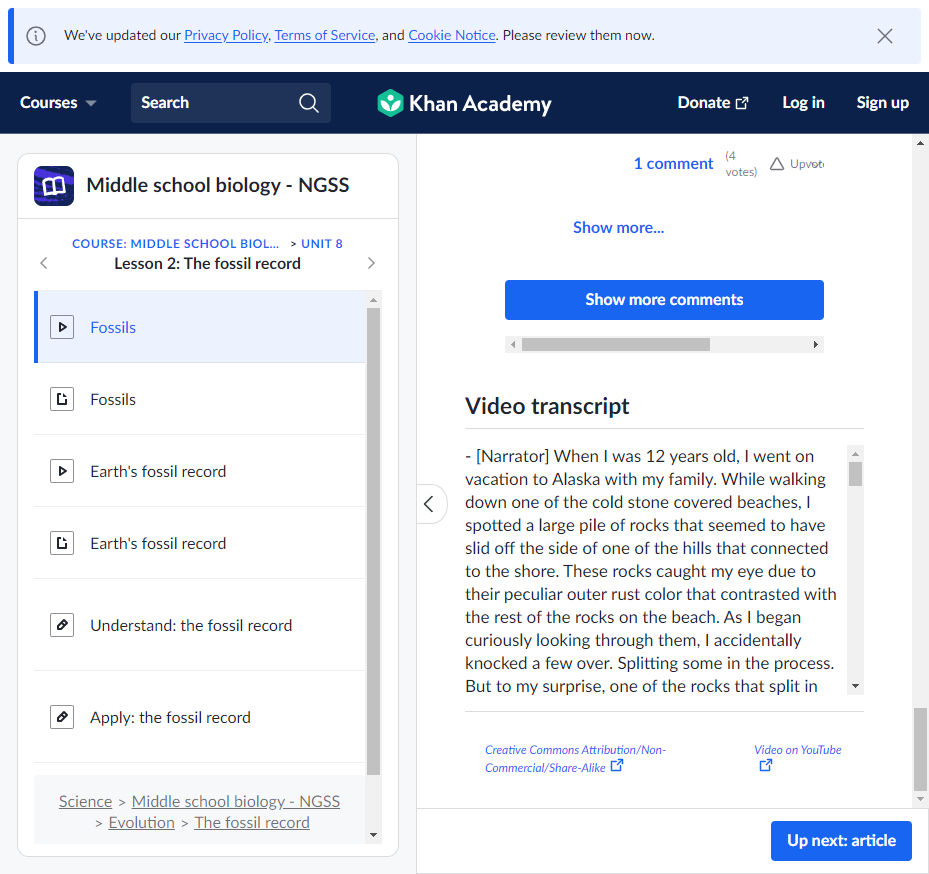 We've updated our Privacy Policy, Terms of Service, and Cookie Notice. Please review them now.
Courses
Search
Khan Academy
Donate
Log in
Sign up
Middle school biology - NGSS
COURSE: MIDDLE SCHOOL BIOL... > UNIT 8
Lesson 2: The fossil record
Fossils
Fossils
Earth's fossil record
Earth's fossil record
Understand: the fossil record
Apply: the fossil record
Science > Middle school biology - NGSS
> Evolution > The fossil record
1 comment
(4
votes)
Upvote
Show more...
Show more comments
Video transcript
- [Narrator] When I was 12 years old, I went on
vacation to Alaska with my family. While walking
down one of the cold stone covered beaches, I
spotted a large pile of rocks that seemed to have
slid off the side of one of the hills that connected
to the shore. These rocks caught my eye due to
their peculiar outer rust color that contrasted with
the rest of the rocks on the beach. As I began
curiously looking through them, I accidentally
knocked a few over. Splitting some in the process.
But to my surprise, one of the rocks that split in
Creative Commons Attribution/Non-
Commercial/Share-Alike
Video on YouTube
Up next: article